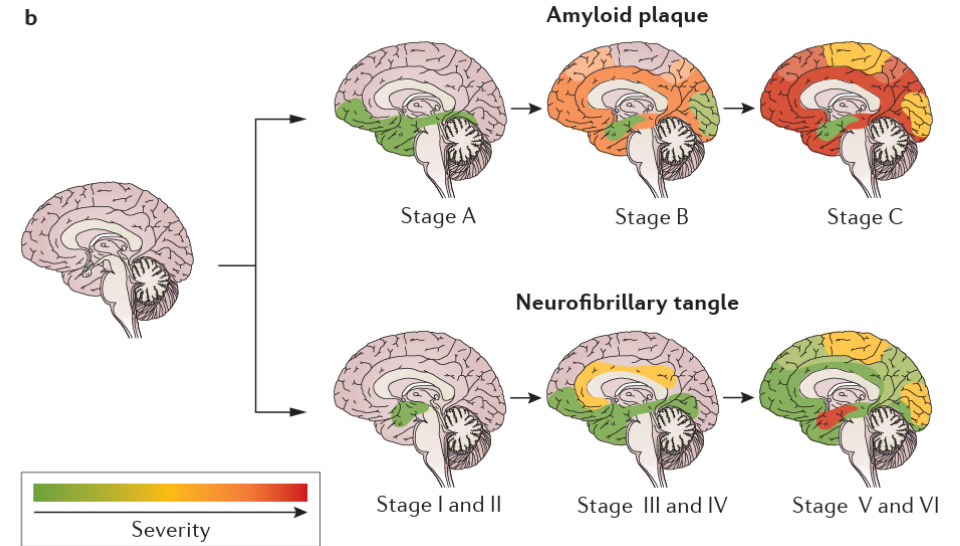 b
Amyloid plaque
Stage A
Stage B
Stage C
Neurofibrillary tangle
Stage I and II
Stage III and IV
Stage V and VI
Severity